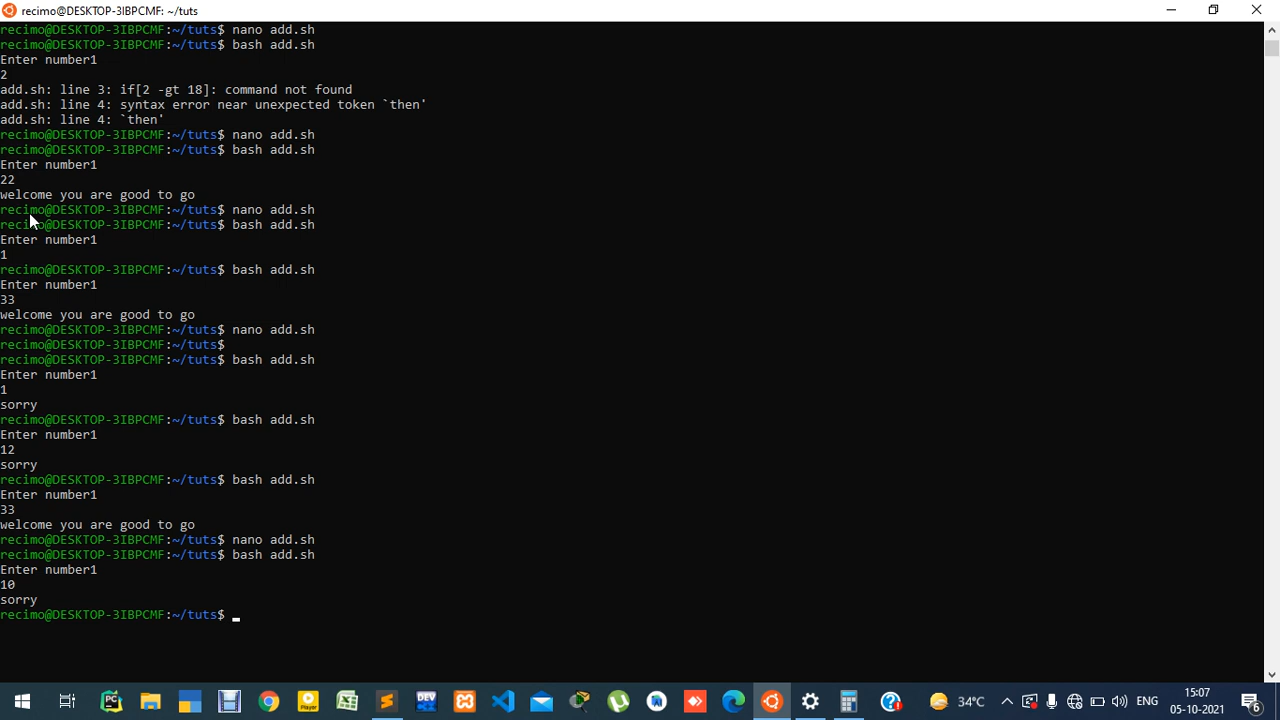 recimo@DESKTOP-3IBPCMF: ~/tuts
recimo@DESKTOP-3IBPCMF:~/tuts$ nano add.sh
recimo@DESKTOP-3IBPCMF:~/tuts$ bash add.sh
Enter number1
2
add.sh: line 3: if[2 -gt 18]: command not found
add.sh: line 4: syntax error near unexpected token `then'
add.sh: line 4: `then'
recimo@DESKTOP-3IBPCMF:~/tuts$ nano add.sh
recimo@DESKTOP-3IBPCMF:~/tuts$ bash add.sh
Enter number1
22
welcome you are good to go
recimo@DESKTOP-3IBPCMF:~/tuts$ nano add.sh
recimo@DESKTOP-3IBPCMF:~/tuts$ bash add.sh
Enter number1
1
recimo@DESKTOP-3IBPCMF:~/tuts$ bash add.sh
Enter number1
33
welcome you are good to go
recimo@DESKTOP-3IBPCMF:~/tuts$ nano add.sh
recimo@DESKTOP-3IBPCMF:~/tuts$
recimo@DESKTOP-3IBPCMF:~/tuts$ bash add.sh
Enter number1
1
sorry
recimo@DESKTOP-3IBPCMF:~/tuts$ bash add.sh
Enter number1
12
sorry
recimo@DESKTOP-3IBPCMF:~/tuts$ bash add.sh
Enter number1
33
welcome you are good to go
recimo@DESKTOP-3IBPCMF:~/tuts$ nano add.sh
recimo@DESKTOP-3IBPCMF:~/tuts$ bash add.sh
Enter number1
10
sorry
recimo@DESKTOP-3IBPCMF:~/tuts$
PC
Player
DEV
34°C
ENG
15:07
05-10-2021
6